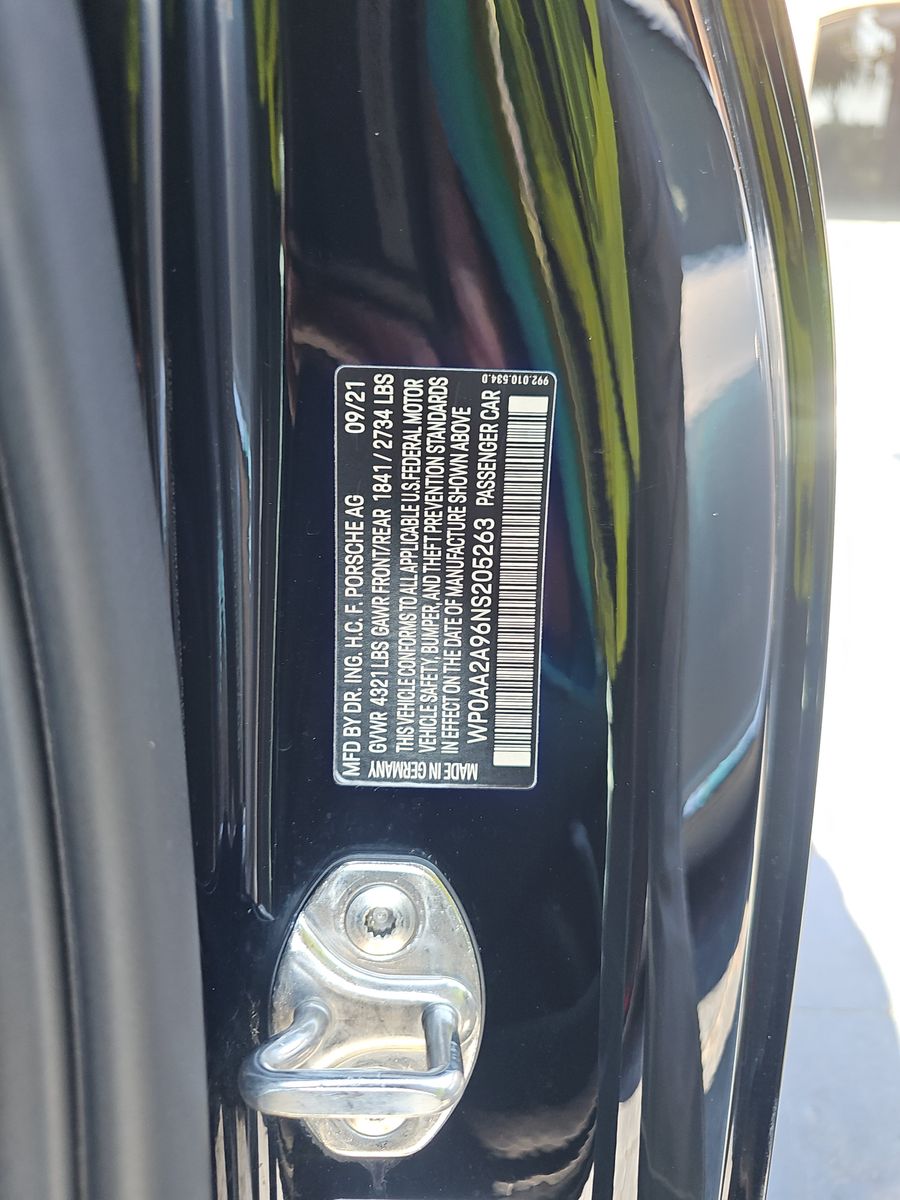 MFD BY DR. ING. H.C. F. PORSCHE AG 09/21
GVWR 4321 LBS GAWR FRONT/REAR 1841 / 2734 LBS
THIS VEHICLE CONFORMS TO ALL APPLICABLE U.S.FEDERAL MOTOR
VEHICLE SAFETY, BUMPER, AND THEFT PREVENTION STANDARDS
IN EFFECT ON THE DATE OF MANUFACTURE SHOWN ABOVE
WP0AA2A96NS205263 PASSENGER CAR
MADE IN GERMANY
992.010.534.D